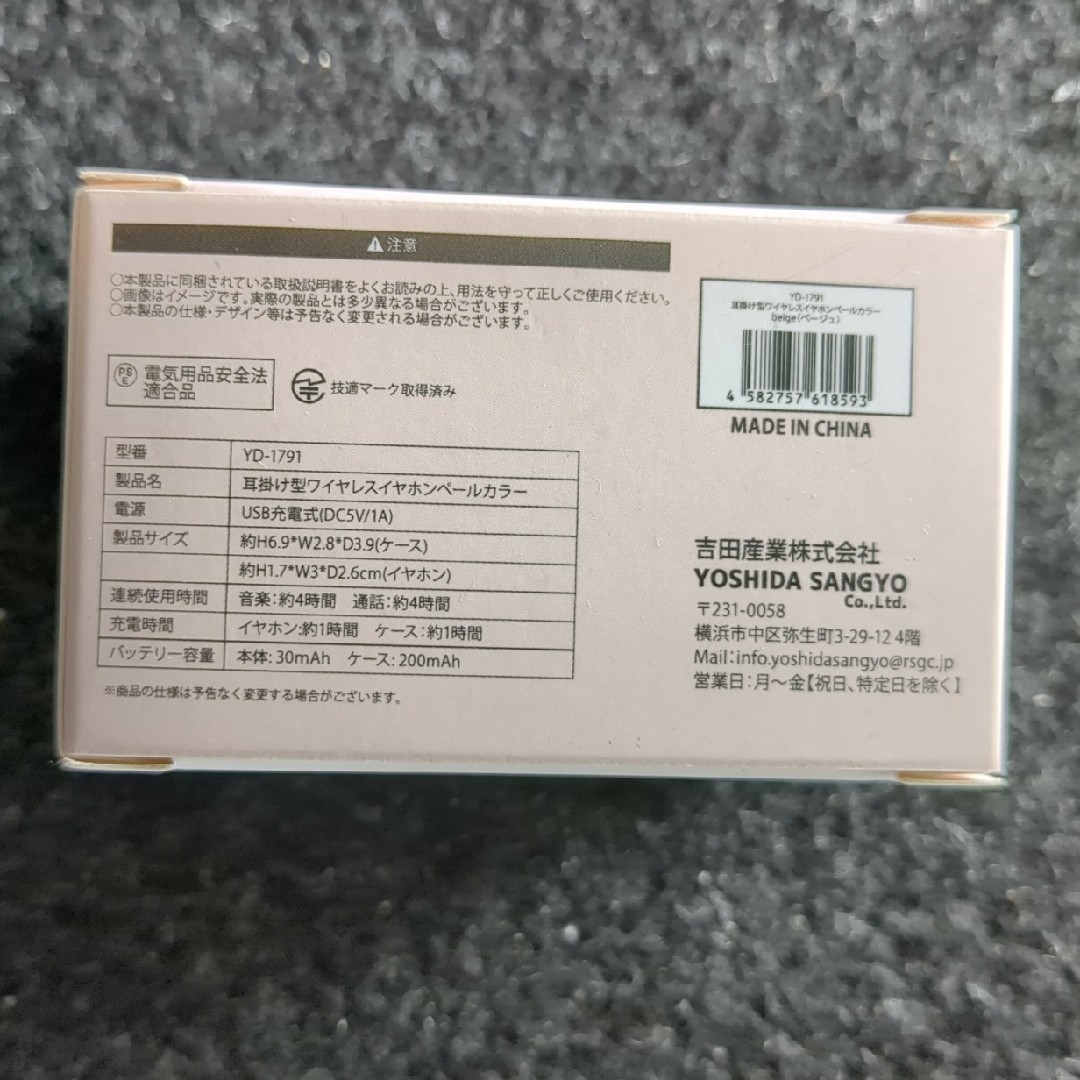 ⚠注意
○本製品に同梱されている取扱説明書をよくお読みの上、用法を守って正しくご使用ください。
○画像はイメージです。実際の製品とは多少異なる場合がございます。
○本製品の仕様・デザイン等は予告なく変更される場合がございます。
PSE 電気用品安全法
適合品
技適マーク取得済み
型番 YD-1791
製品名 耳掛け型ワイヤレスイヤホンペールカラー
電源 USB充電式(DC5V/1A)
製品サイズ 約H6.9*W2.8*D3.9(ケース)
約H1.7*W3*D2.6cm(イヤホン)
連続使用時間 音楽:約4時間 通話:約4時間
充電時間 イヤホン:約1時間 ケース:約1時間
バッテリー容量 本体: 30mAh ケース: 200mAh
※商品の仕様は予告なく変更する場合がございます。
YD-1791
耳掛け型ワイヤレスイヤホンペールカラー
beige(ベージュ)
4 582757 618593
MADE IN CHINA
吉田産業株式会社
YOSHIDA SANGYO
Co.,Ltd.
〒231-0058
横浜市中区弥生町3-29-12 4階
Mail:info.yoshidasangyo@rsgc.jp
営業日:月～金【祝日、特定日を除く】